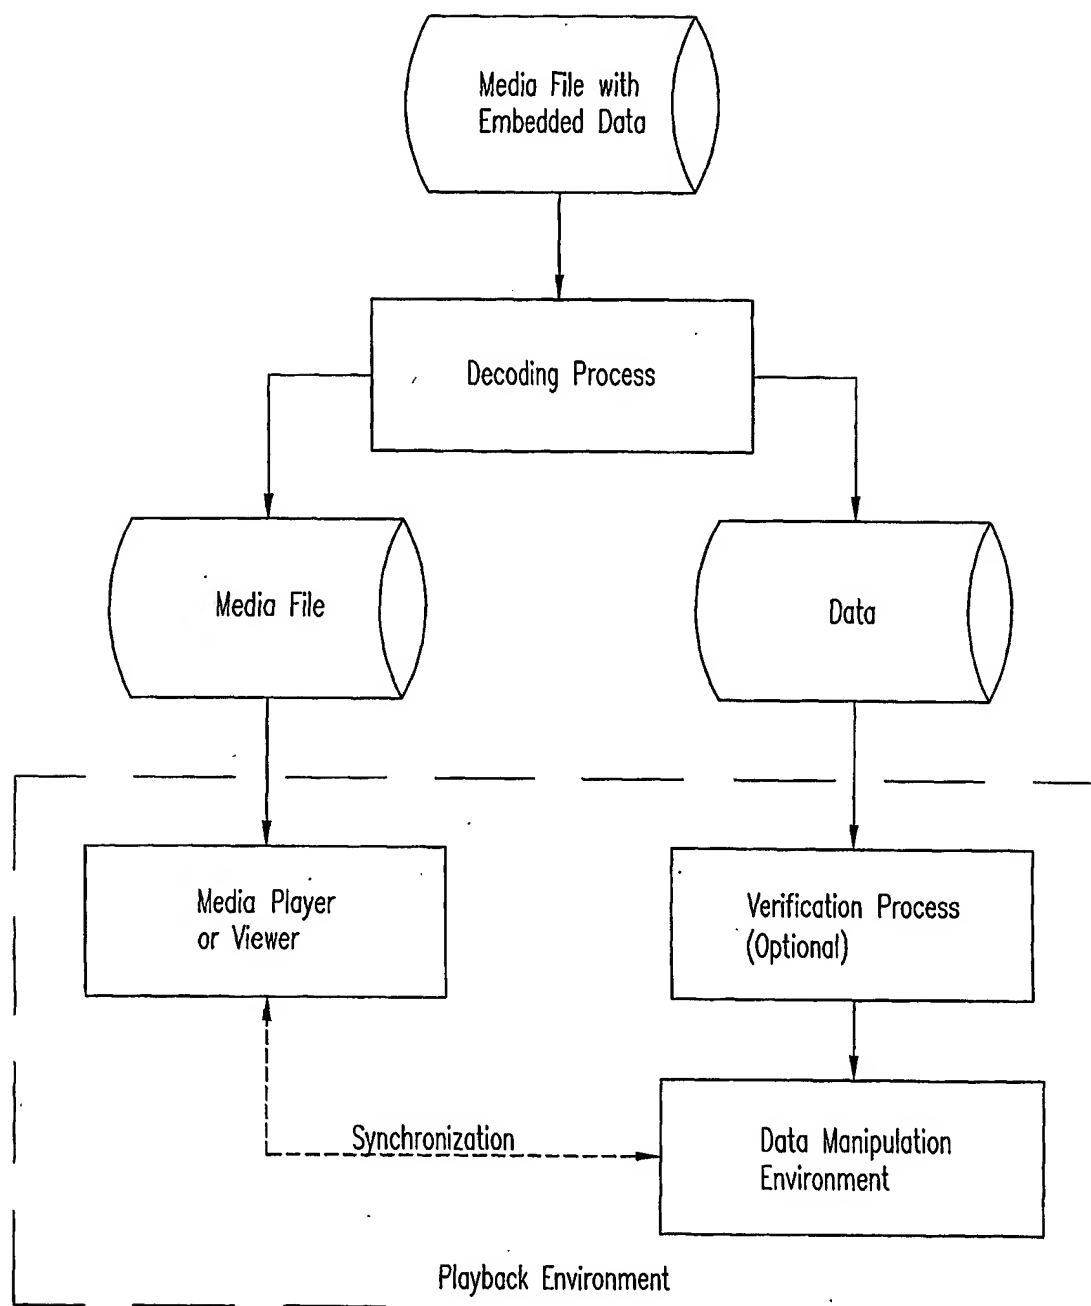 Media File with
Embedded Data
Decoding Process
Media File
Data
Media Player
or Viewer
Verification Process
(Optional)
Synchronization
Data Manipulation
Environment
Playback Environment